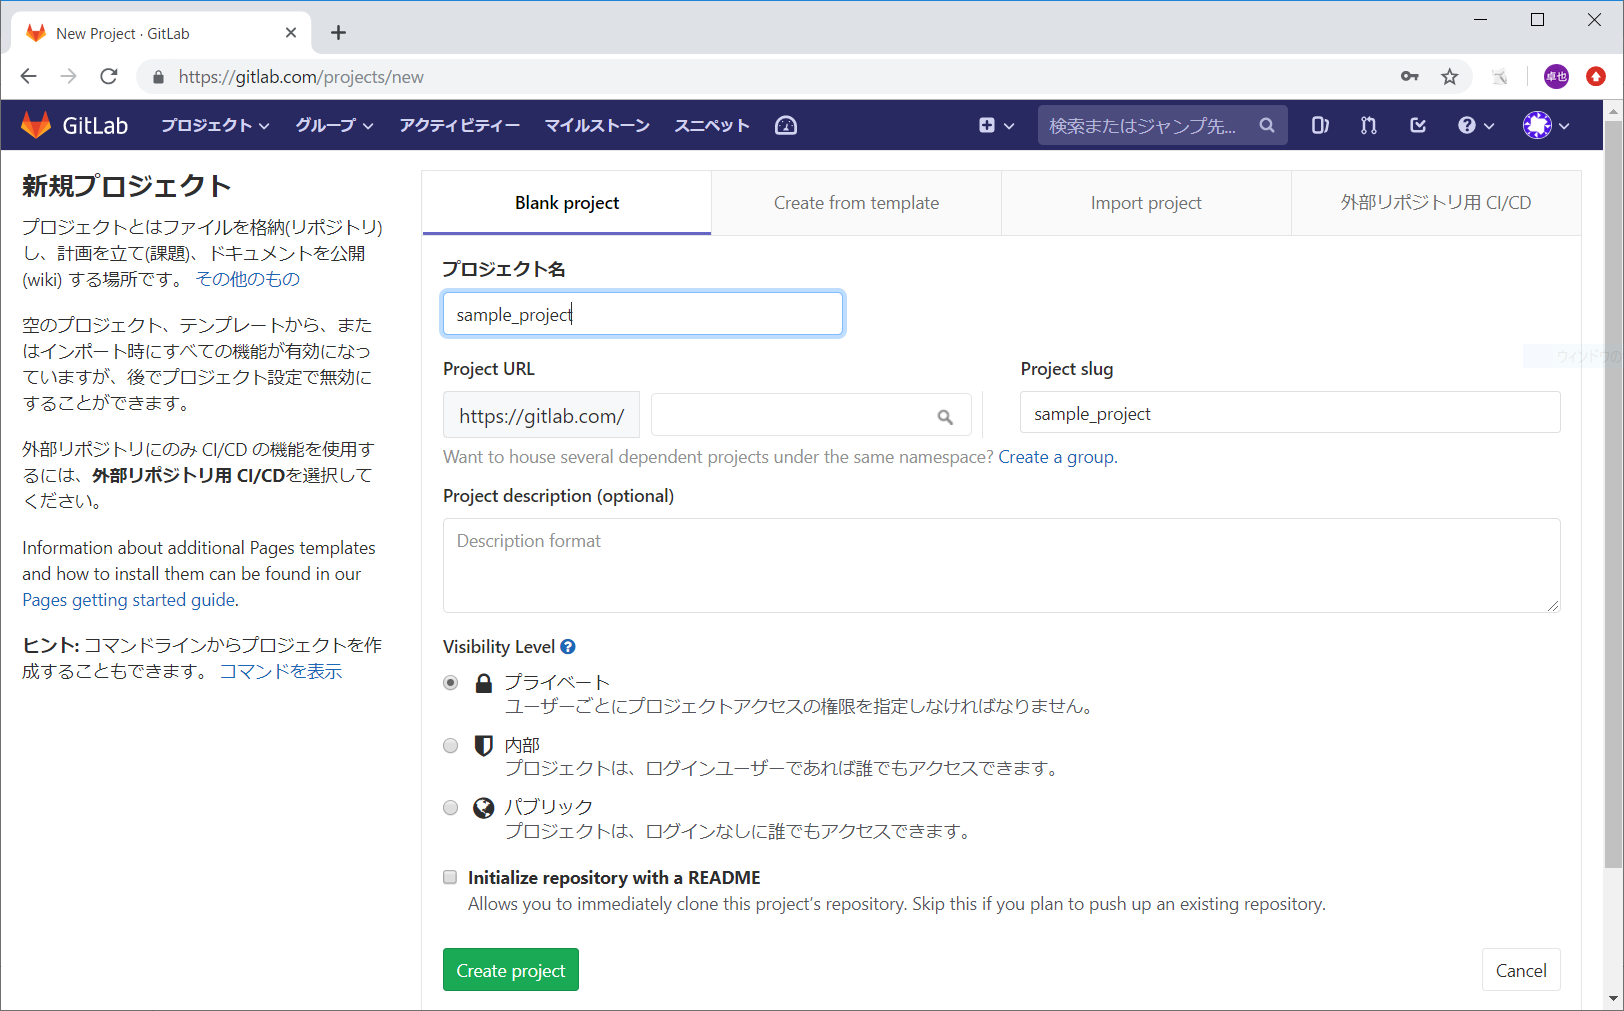 New Project · GitLab
https://gitlab.com/projects/new
卓也
GitLab プロジェクト グループ アクティビティー マイルストーン スニペット 検索またはジャンプ先...
新規プロジェクト
プロジェクトとはファイルを格納(リポジトリ)
し、計画を立て(課題)、ドキュメントを公開
(wiki) する場所です。 その他のもの
空のプロジェクト、テンプレートから、また
はインポート時にすべての機能が有効になっ
ていますが、後でプロジェクト設定で無効に
することができます。
外部リポジトリにのみ CI/CD の機能を使用す
るには、外部リポジトリ用 CI/CDを選択して
ください。
Information about additional Pages templates
and how to install them can be found in our
Pages getting started guide.
ヒント: コマンドラインからプロジェクトを作
成することもできます。 コマンドを表示
Blank project
Create from template
Import project
外部リポジトリ用 CI/CD
プロジェクト名
sample_project
Project URL
https://gitlab.com/
Project slug
sample_project
Want to house several dependent projects under the same namespace? Create a group.
Project description (optional)
Description format
Visibility Level
プライベート
ユーザーごとにプロジェクトアクセスの権限を指定しなければなりません。
内部
プロジェクトは、ログインユーザーであれば誰でもアクセスできます。
パブリック
プロジェクトは、ログインなしに誰でもアクセスできます。
Initialize repository with a README
Allows you to immediately clone this project’s repository. Skip this if you plan to push up an existing repository.
Create project
Cancel
ウィンドウの